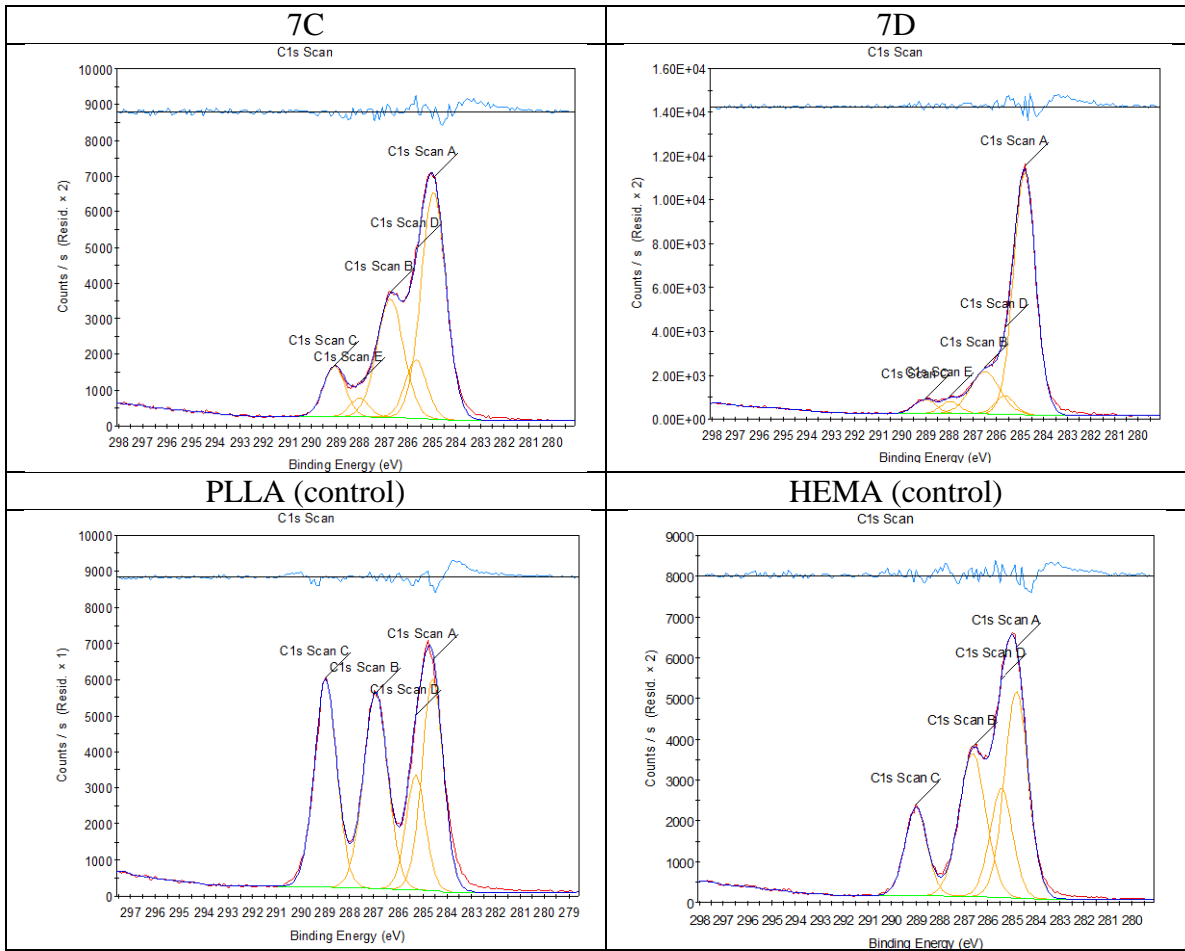 7C
C1s Scan
10000
9000
8000
7000
6000
5000
4000
3000
2000
1000
0
Counts / s (Resid. × 2)
C1s Scan A
C1s Scan D
C1s Scan B
C1s Scan C
C1s Scan E
298 297 296 295 294 293 292 291 290 289 288 287 286 285 284 283 282 281 280
Binding Energy (eV)
7D
C1s Scan
1.60E+04
1.40E+04
1.20E+04
1.00E+04
8.00E+03
6.00E+03
4.00E+03
2.00E+03
0.00E+00
Counts / s (Resid. × 2)
C1s Scan A
C1s Scan D
C1s Scan B
C1s Scan C
C1s Scan E
298 297 296 295 294 293 292 291 290 289 288 287 286 285 284 283 282 281 280
Binding Energy (eV)
PLLA (control)
C1s Scan
10000
9000
8000
7000
6000
5000
4000
3000
2000
1000
0
Counts / s (Resid. × 1)
C1s Scan A
C1s Scan C
C1s Scan B
C1s Scan D
297 296 295 294 293 292 291 290 289 288 287 286 285 284 283 282 281 280 279
Binding Energy (eV)
HEMA (control)
C1s Scan
9000
8000
7000
6000
5000
4000
3000
2000
1000
0
Counts / s (Resid. × 2)
C1s Scan A
C1s Scan D
C1s Scan B
C1s Scan C
298 297 296 295 294 293 292 291 290 289 288 287 286 285 284 283 282 281 280
Binding Energy (eV)